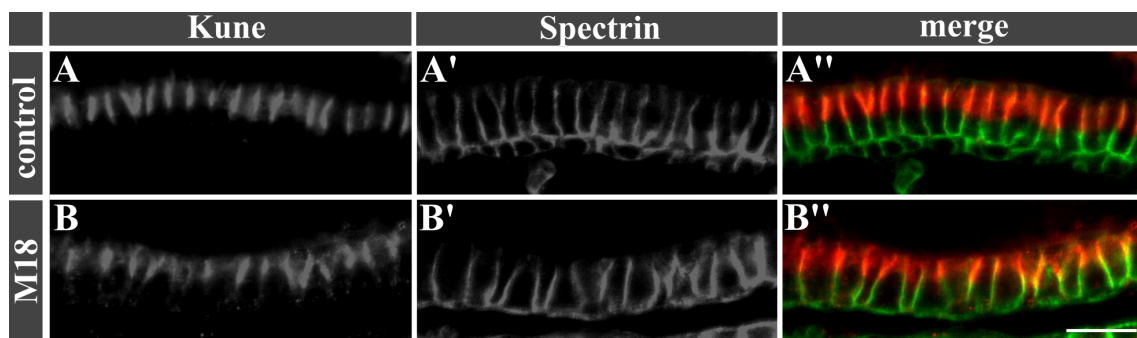 Kune Spectrin merge
control A A' A''
M18 B B' B''